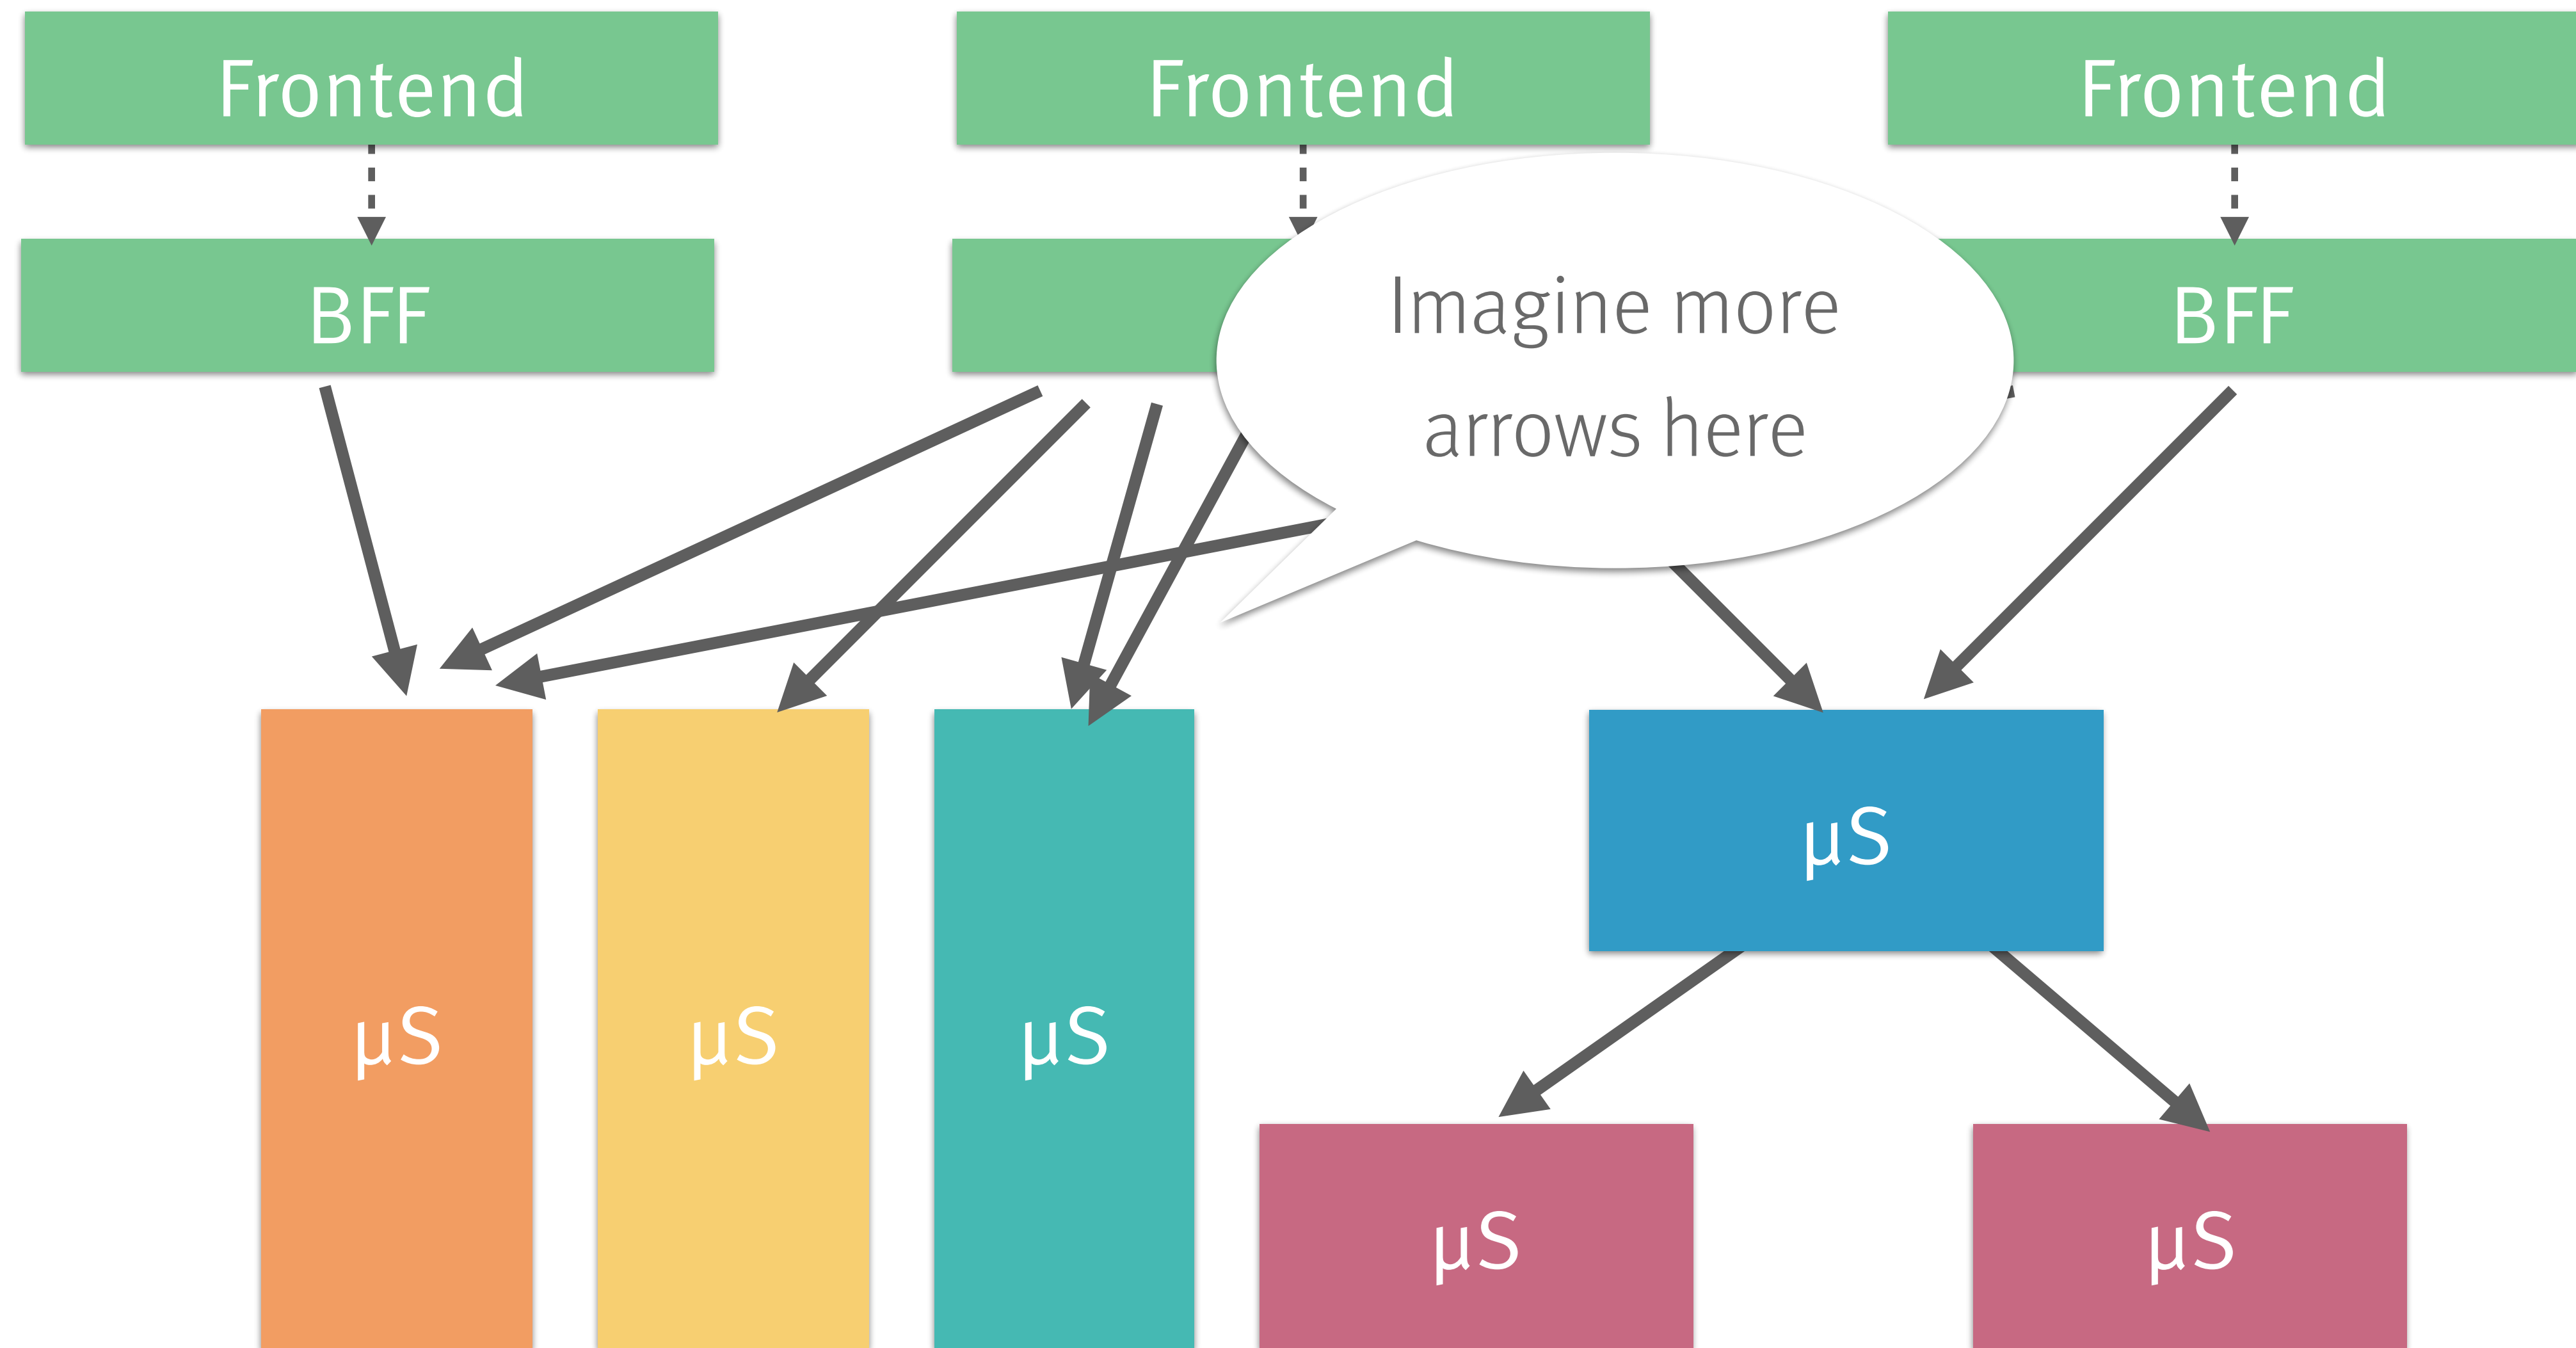 Frontend
Frontend
Frontend
BFF
Imagine more
arrows here
BFF
µS
µS
µS
µS
µS
µS